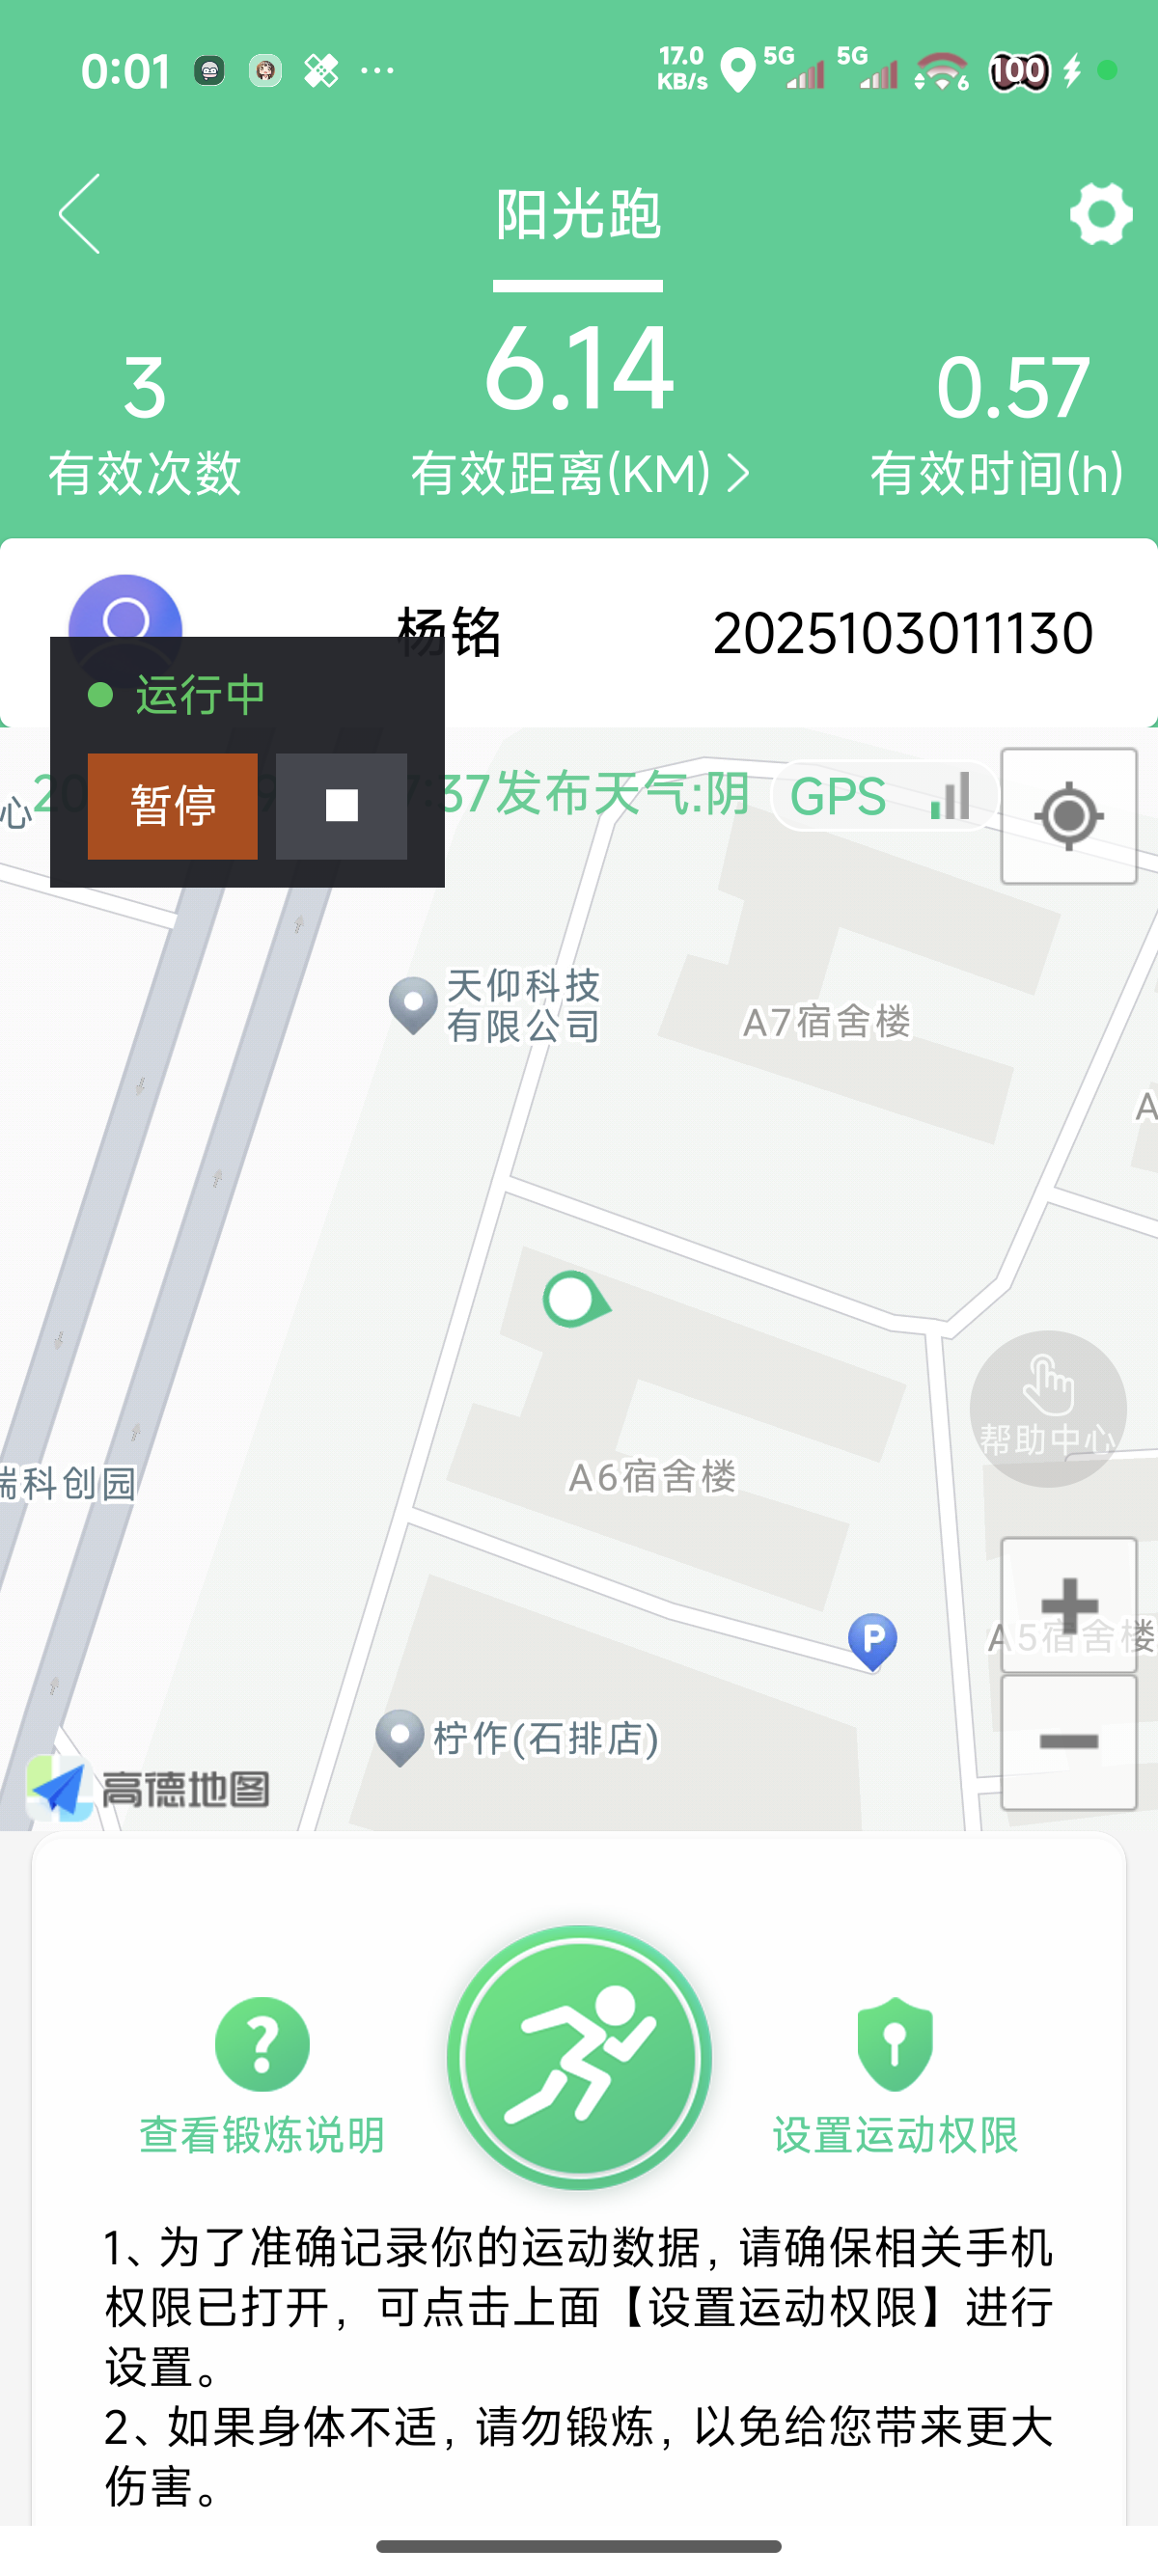 0:01
17.0
KB/s
5G
5G
6
100
阳光跑
3
6.14
0.57
有效次数
有效距离(KM)
有效时间(h)
杨铭
2025103011130
运行中
暂停
37发布天气:阴
GPS
心
天仰科技
有限公司
A7宿舍楼
A
帮助中心
A6宿舍楼
科创园
A5宿舍楼
P
柠作(石排店)
高德地图
查看锻炼说明
设置运动权限
1、为了准确记录你的运动数据，请确保相关手机
权限已打开，可点击上面【设置运动权限】进行
设置。
2、如果身体不适，请勿锻炼，以免给您带来更大
伤害。